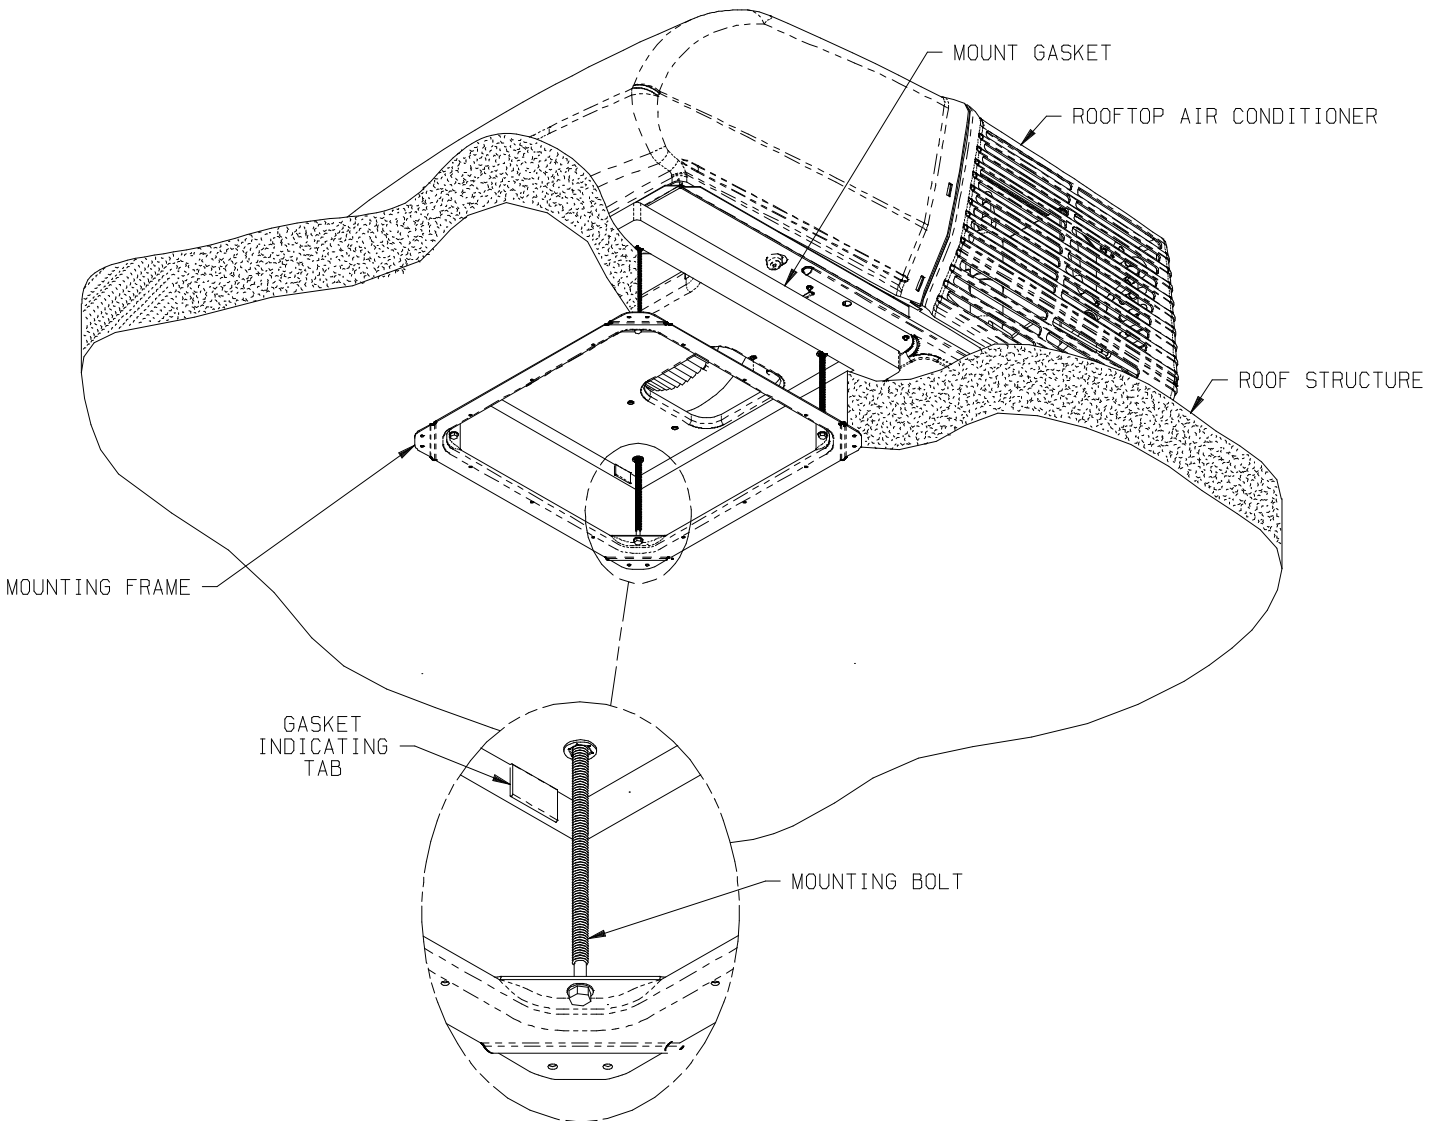 MOUNT GASKET
ROOFTOP AIR CONDITIONER
ROOF STRUCTURE
MOUNTING FRAME
GASKET
INDICATING
TAB
MOUNTING BOLT